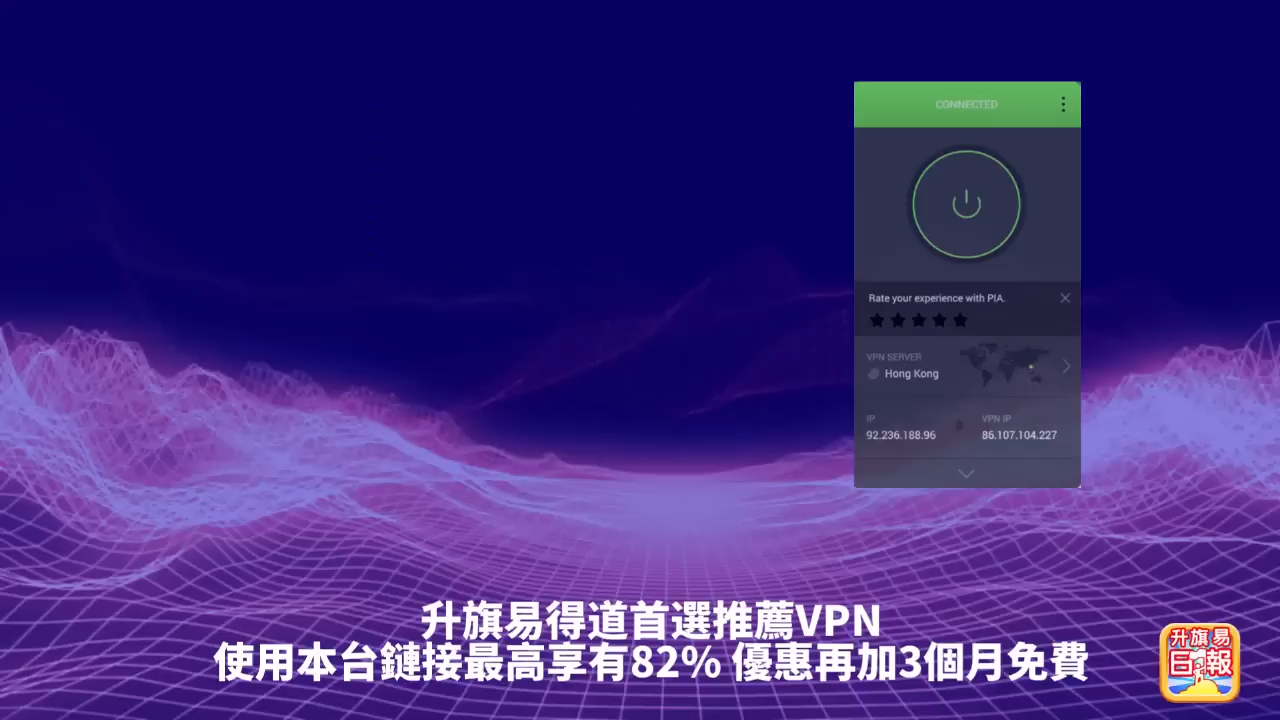 CONNECTED
Rate your experience with PIA.
VPN SERVER
Hong Kong
IP
VPN IP
92.236.188.96
86.107.104.227
升旗易得道首選推薦VPN
使用本台鏈接最高享有82% 優惠再加3個月免費
升旗易
日報